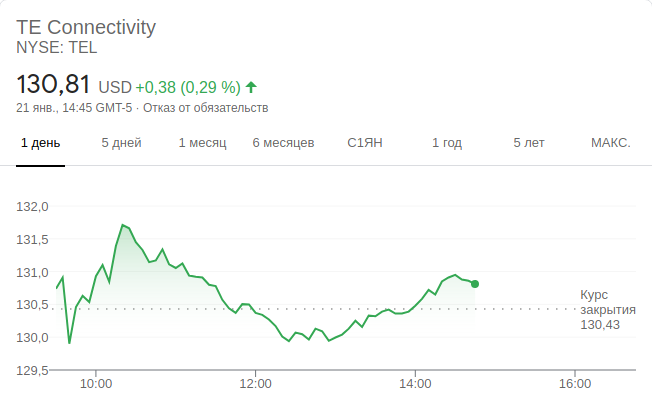 TE Connectivity
NYSE: TEL
130,81 USD +0,38 (0,29 %)
21 янв., 14:45 GMT-5 · Отказ от обязательств
1 день 5 дней 1 месяц 6 месяцев С1ЯН 1 год 5 лет МАКС.
132,0
131,5
131,0
130,5
130,0
129,5
Курс
закрытия
130,43
10:00 12:00 14:00 16:00